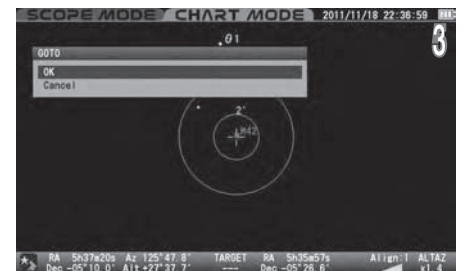 SCOPE MODE CHART MODE 2011/11/18 22:36:59
3
θ1
GOTO
OK
Cancel
2°
M42
RA 5h37m20s Az 125°47.8' TARGET RA 5h35m57s Align:1 ALTAZ
Dec -05°10.0' Alt +27°37.7' --- Dec -05°26.6' x1.4